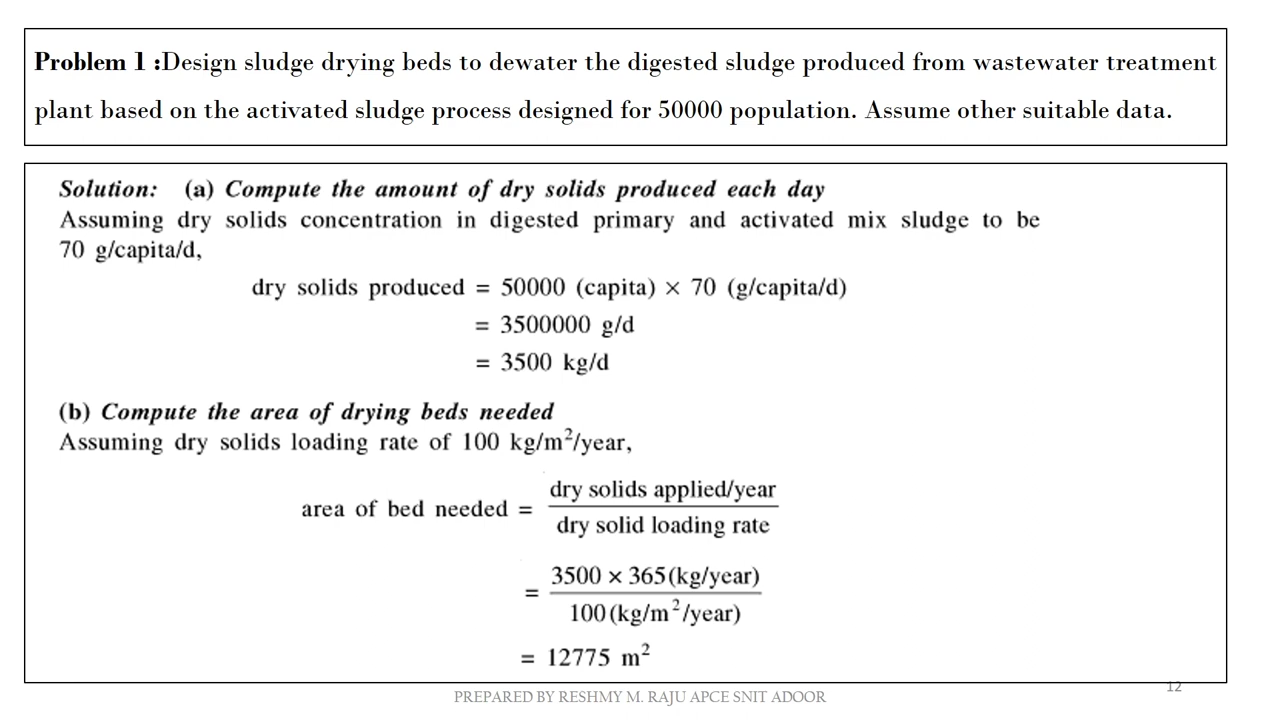 Problem 1 :Design sludge drying beds to dewater the digested sludge produced from wastewater treatment
plant based on the activated sludge process designed for 50000 population. Assume other suitable data.
Solution: (a) Compute the amount of dry solids produced each day
Assuming dry solids concentration in digested primary and activated mix sludge to be
70 g/capita/d,
dry solids produced = 50000 (capita) × 70 (g/capita/d)
= 3500000 g/d
= 3500 kg/d
(b) Compute the area of drying beds needed
Assuming dry solids loading rate of 100 kg/m²/year,
area of bed needed = dry solids applied/year
dry solid loading rate
= 3500 × 365(kg/year)
100(kg/m²/year)
= 12775 m²
PREPARED BY RESHMY M. RAJU APCE SNIT ADOOR
12